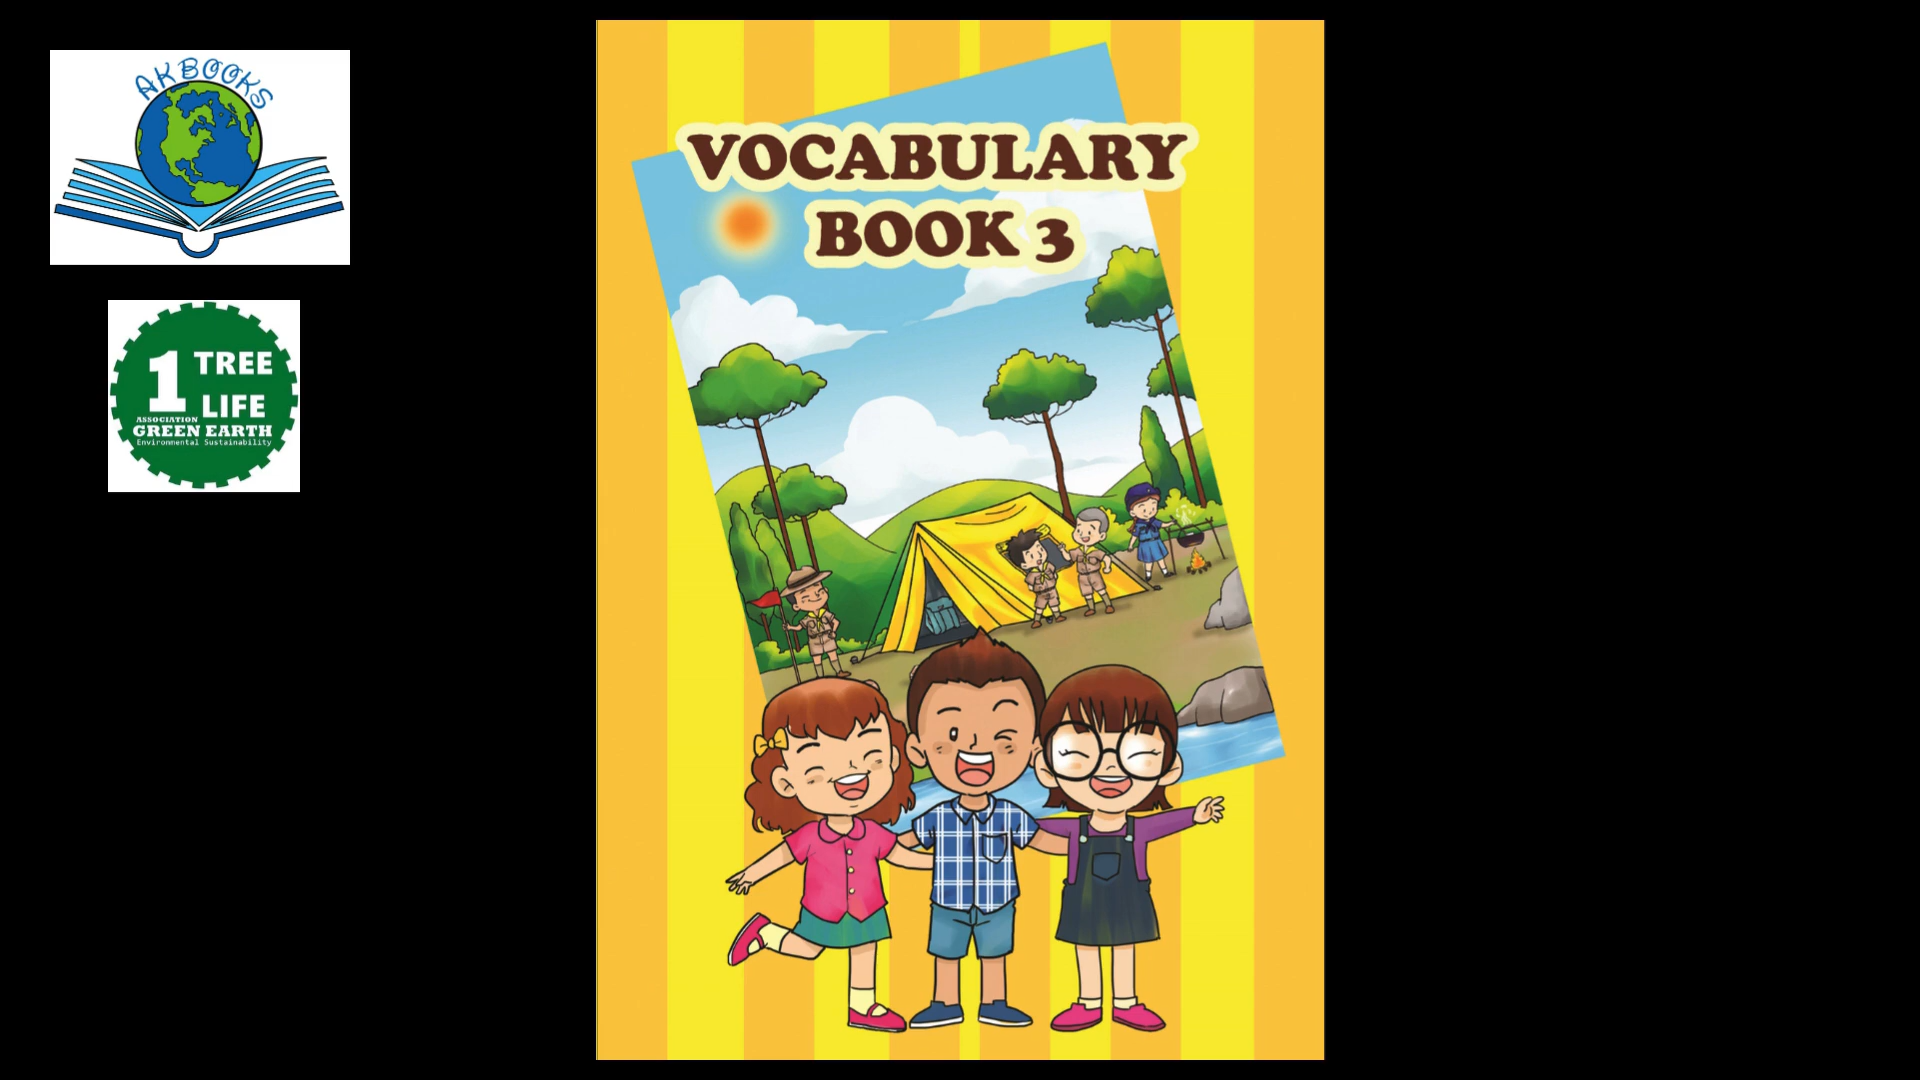 AKBOOKS
1 TREE
LIFE
ASSOCIATION
GREEN EARTH
Environmental Sustainability
VOCABULARY
BOOK 3